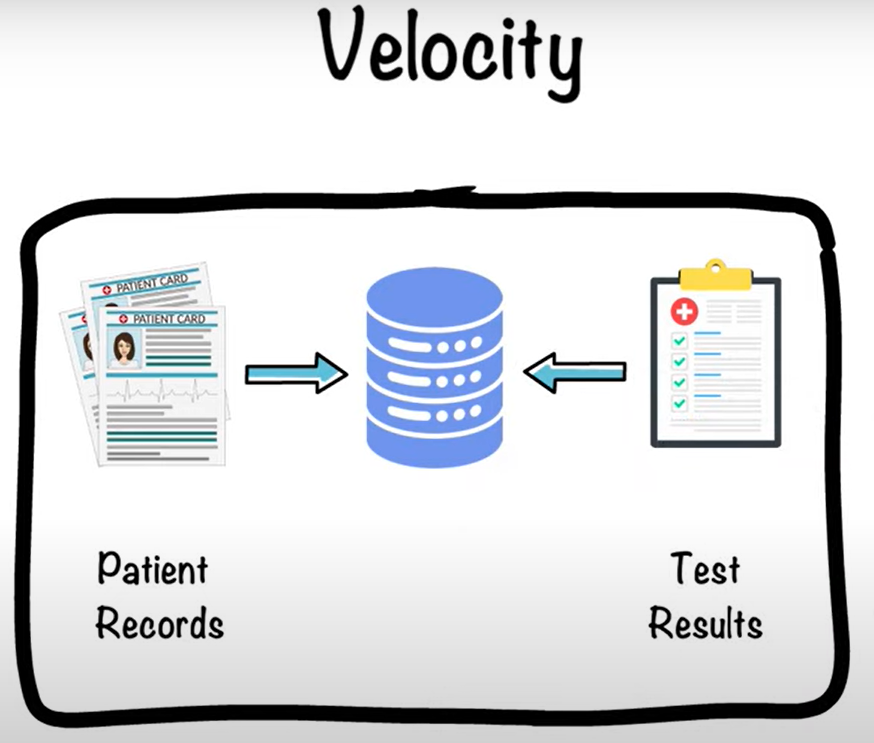 Velocity
PATIENT CARD
PATIENT CARD
Patient
Records
Test
Results